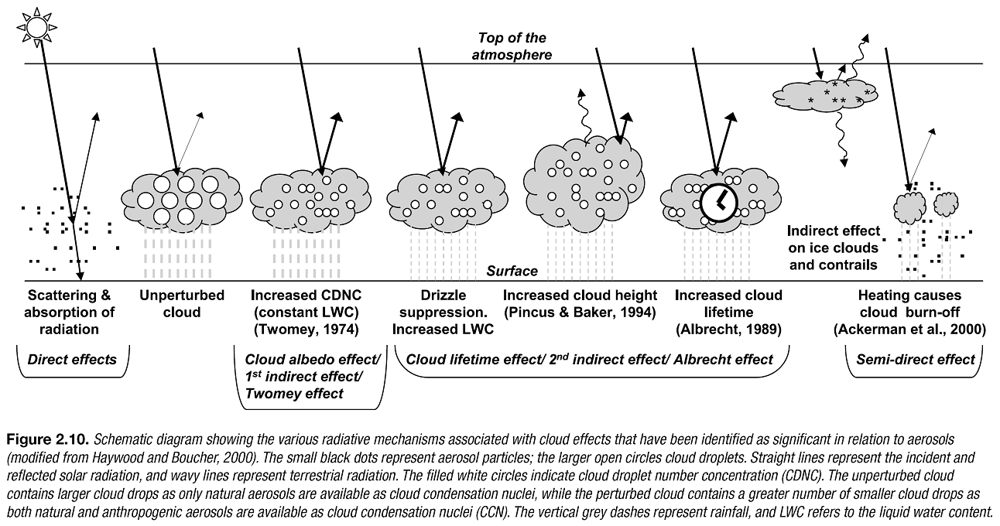 Top of the
atmosphere
Indirect effect
on ice clouds
and contrails
Surface
Scattering &
absorption of
radiation
Unperturbed
cloud
Increased CDNC
(constant LWC)
(Twomey, 1974)
Drizzle
suppression.
Increased LWC
Increased cloud height
(Pincus & Baker, 1994)
Increased cloud
lifetime
(Albrecht, 1989)
Heating causes
cloud burn-off
(Ackerman et al., 2000)
Direct effects
Cloud albedo effect/
1st indirect effect/
Twomey effect
Cloud lifetime effect/ 2nd indirect effect/ Albrecht effect
Semi-direct effect
Figure 2.10. Schematic diagram showing the various radiative mechanisms associated with cloud effects that have been identified as significant in relation to aerosols
(modified from Haywood and Boucher, 2000). The small black dots represent aerosol particles; the larger open circles cloud droplets. Straight lines represent the incident and
reflected solar radiation, and wavy lines represent terrestrial radiation. The filled white circles indicate cloud droplet number concentration (CDNC). The unperturbed cloud
contains larger cloud drops as only natural aerosols are available as cloud condensation nuclei, while the perturbed cloud contains a greater number of smaller cloud drops as
both natural and anthropogenic aerosols are available as cloud condensation nuclei (CCN). The vertical grey dashes represent rainfall, and LWC refers to the liquid water content.